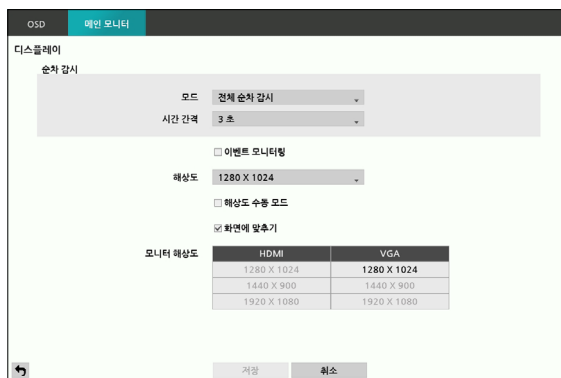 OSD 메인 모니터
디스플레이
순차 감시
모드 전체 순차 감시
시간 간격 3 초
이벤트 모니터링
해상도 1280 X 1024
해상도 수동 모드
화면에 맞추기
모니터 해상도 HDMI VGA
1280 X 1024 1280 X 1024
1440 X 900 1440 X 900
1920 X 1080 1920 X 1080
저장 취소